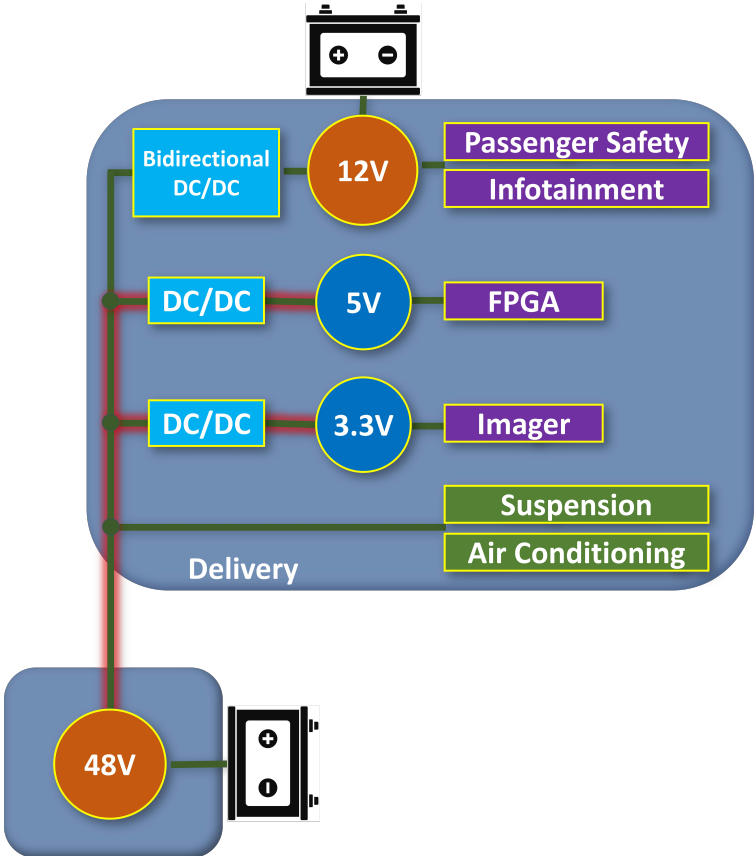 Bidirectional
DC/DC
12V
Passenger Safety
Infotainment
DC/DC
5V
FPGA
DC/DC
3.3V
Imager
Suspension
Air Conditioning
Delivery
48V